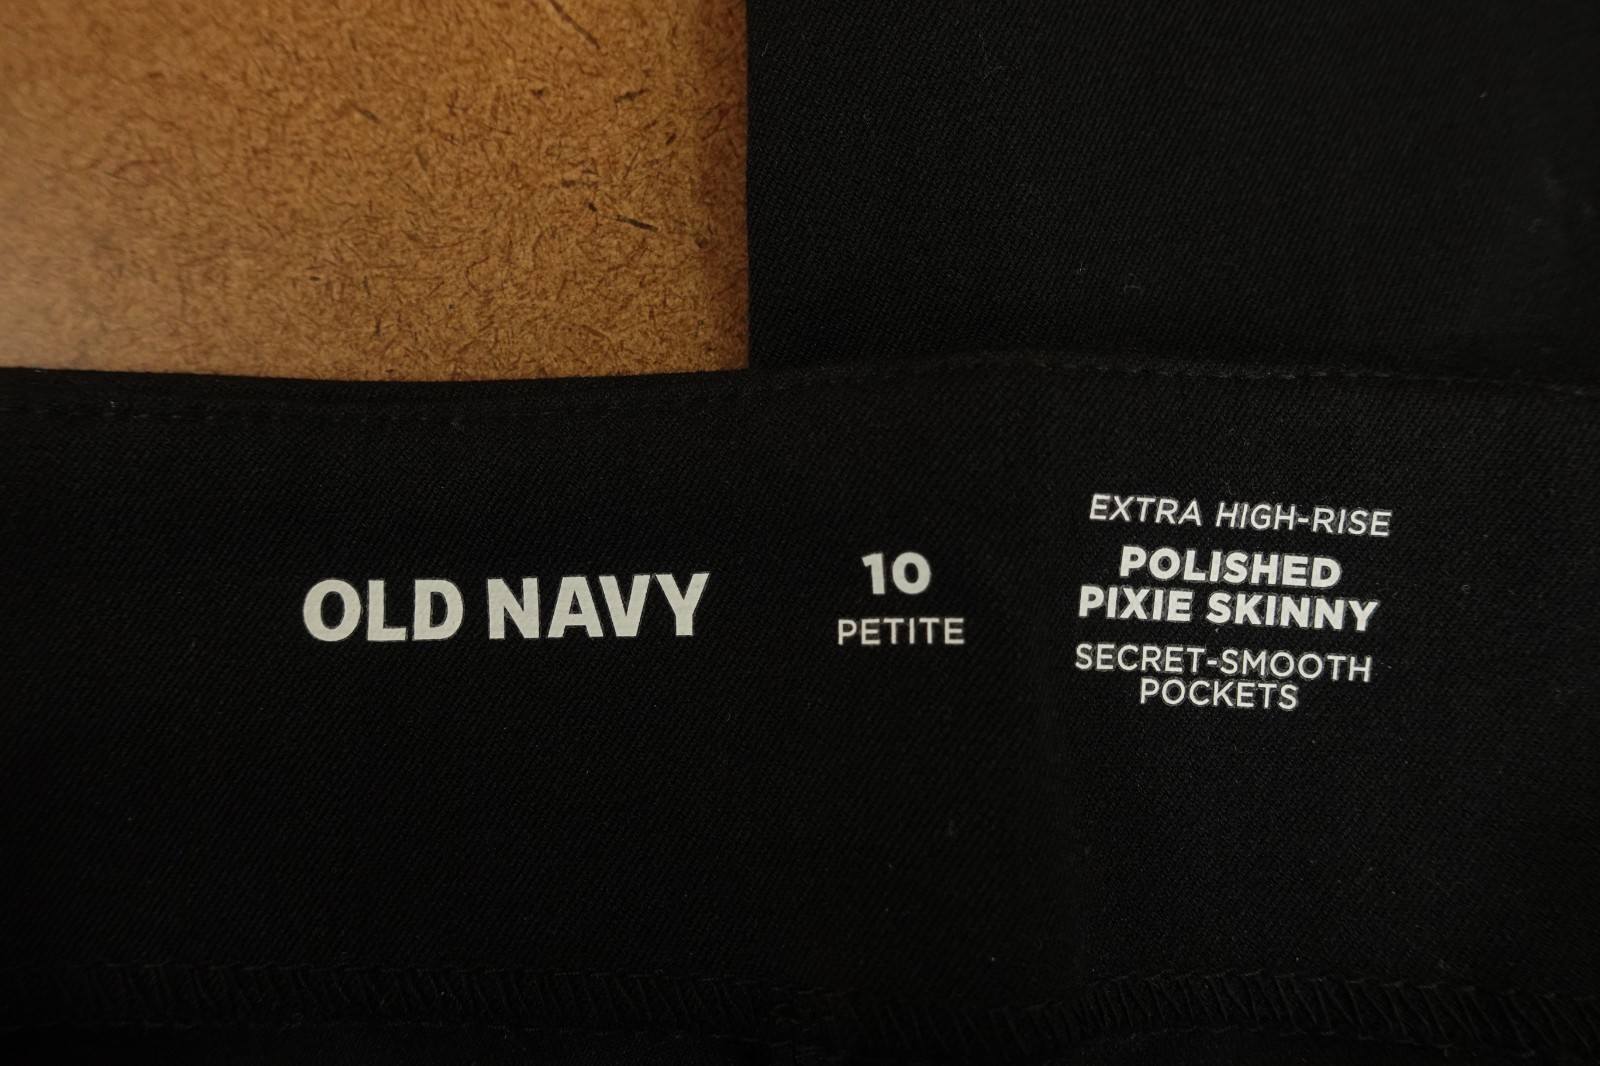 OLD NAVY
10
PETITE
EXTRA HIGH-RISE
POLISHED
PIXIE SKINNY
SECRET-SMOOTH
POCKETS